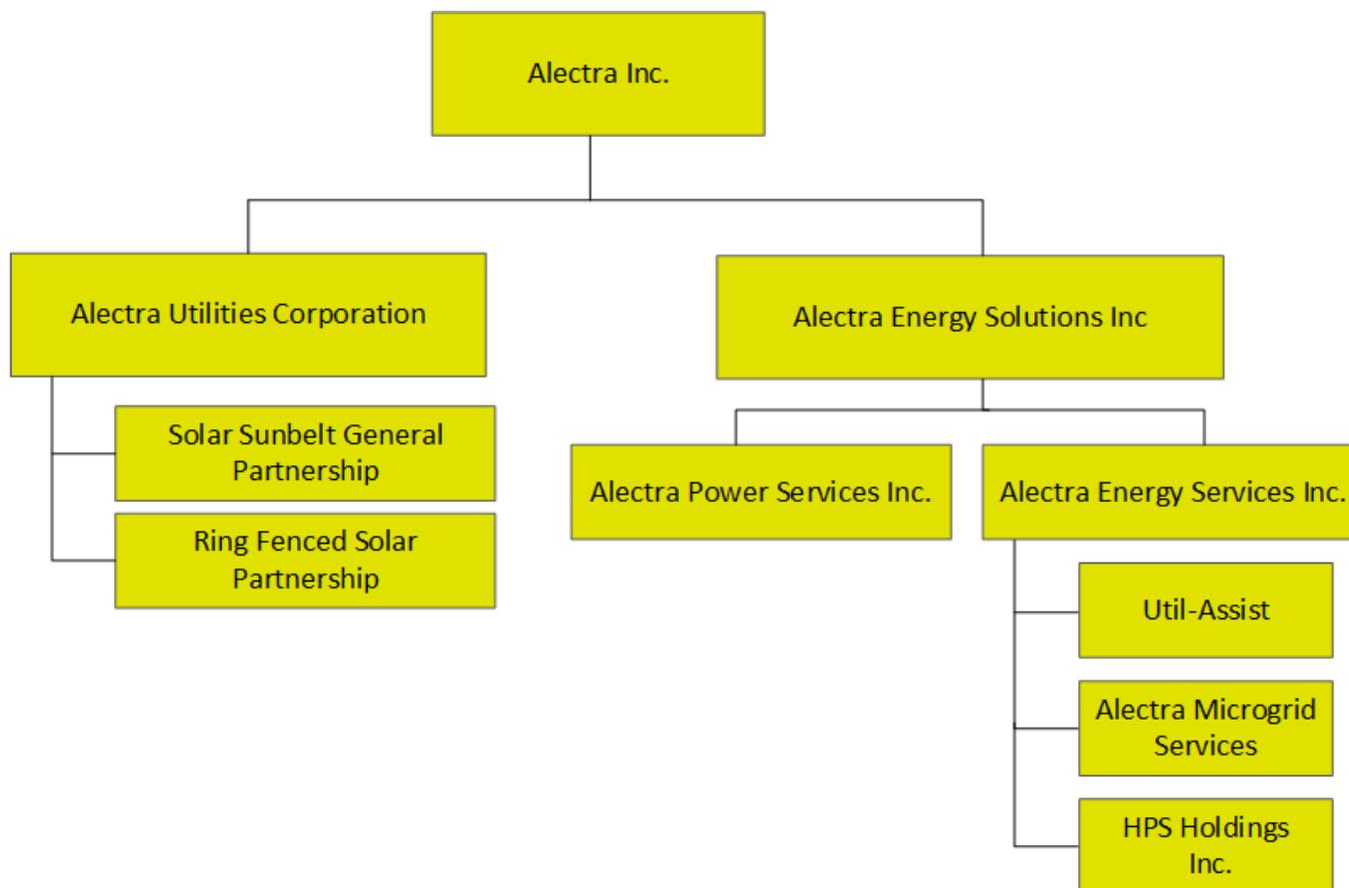 Alectra Inc.
Alectra Utilities Corporation
Alectra Energy Solutions Inc
Solar Sunbelt General
Partnership
Ring Fenced Solar
Partnership
Alectra Power Services Inc.
Alectra Energy Services Inc.
Util-Assist
Alectra Microgrid
Services
HPS Holdings
Inc.